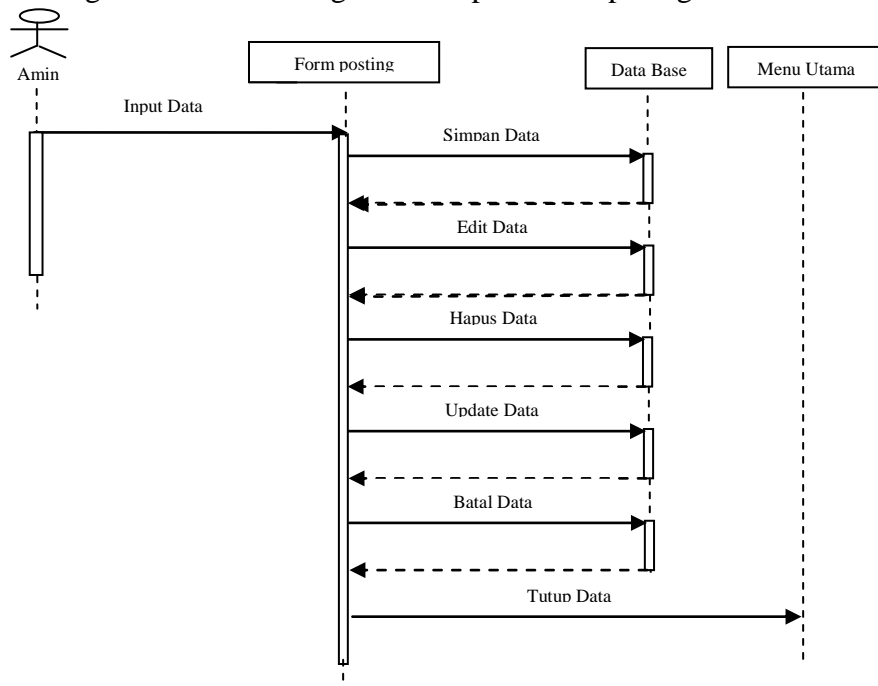 Form posting
Data Base
Menu Utama
Amin
Input Data
Simpan Data
Edit Data
Hapus Data
Update Data
Batal Data
Tutup Data